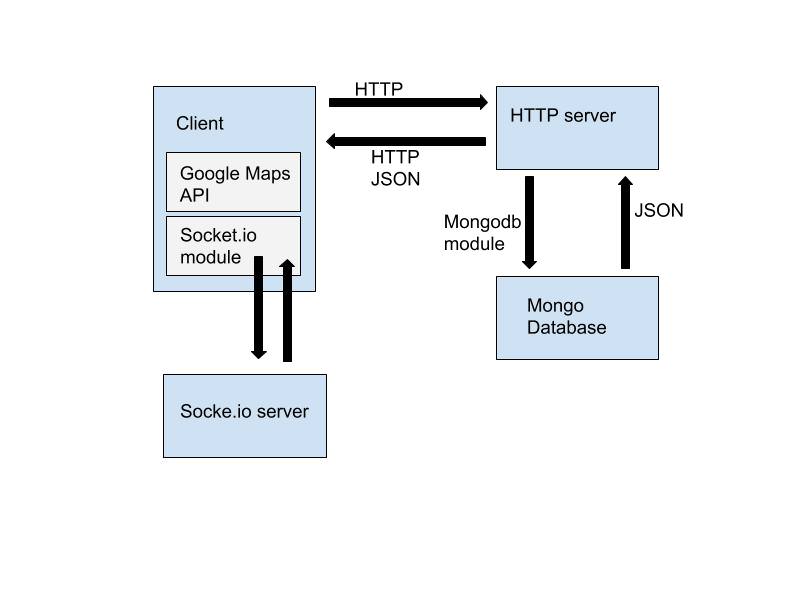 HTTP
Client
HTTP server
HTTP
JSON
Google Maps
API
Socket.io
module
Mongodb
module
JSON
Mongo
Database
Socke.io server